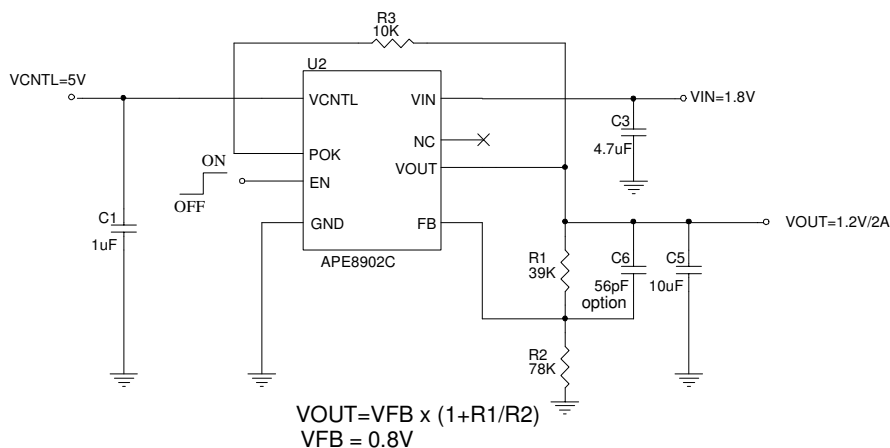 R3
10K
U2
VCNTL=5V
VCNTL
VIN
VIN=1.8V
NC
C3
4.7uF
POK
VOUT
ON
EN
OFF
C1
1uF
GND
FB
VOUT=1.2V/2A
APE8902C
R1
39K
C6
56pF
option
C5
10uF
R2
78K
VOUT=VFB x (1+R1/R2)
VFB = 0.8V